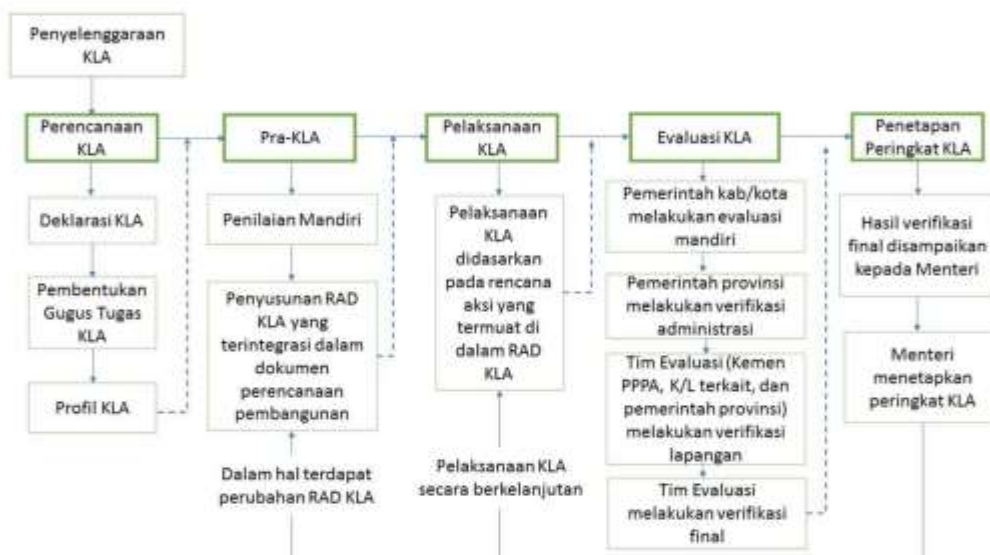 Penyelenggaraan
KLA
Perencanaan
KLA
Deklarasi KLA
Pembentukan
Gugus Tugas
KLA
Profil KLA
Pra-KLA
Penilaian Mandiri
Penyusunan RAD
KLA yang
terintegrasi dalam
dokumen
perencanaan
pembangunan
Dalam hal terdapat
perubahan RAD KLA
Pelaksanaan
KLA
Pelaksanaan
KLA
didasarkan
pada rencana
aksi yang
termuat di
dalam RAD
KLA
Pelaksanaan KLA
secara berkelanjutan
Evaluasi KLA
Pemerintah kab/kota
melakukan evaluasi
mandiri
Pemerintah provinsi
melakukan verifikasi
administrasi
Tim Evaluasi (Kemen
PPPA, K/L terkait, dan
pemerintah provinsi)
melakukan verifikasi
lapangan
Tim Evaluasi
melakukan verifikasi
final
Penetapan
Peringkat KLA
Hasil verifikasi
final disampaikan
kepada Menteri
Menteri
menetapkan
peringkat KLA